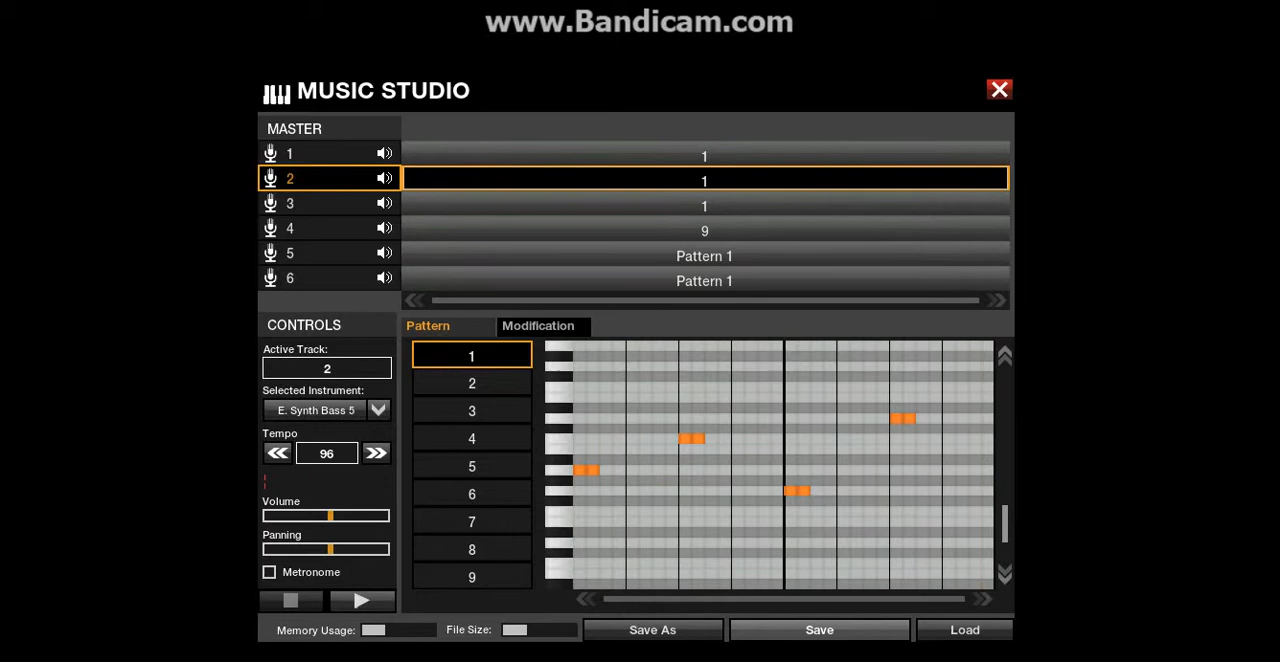 www.Bandicam.com
MUSIC STUDIO
MASTER
1
1
2
1
3
1
4
9
5
Pattern 1
6
Pattern 1
CONTROLS
Active Track:
2
Selected Instrument:
E. Synth Bass 5
Tempo
96
Volume
Panning
Metronome
Pattern
Modification
1
2
3
4
5
6
7
8
9
Memory Usage:
File Size:
Save As
Save
Load